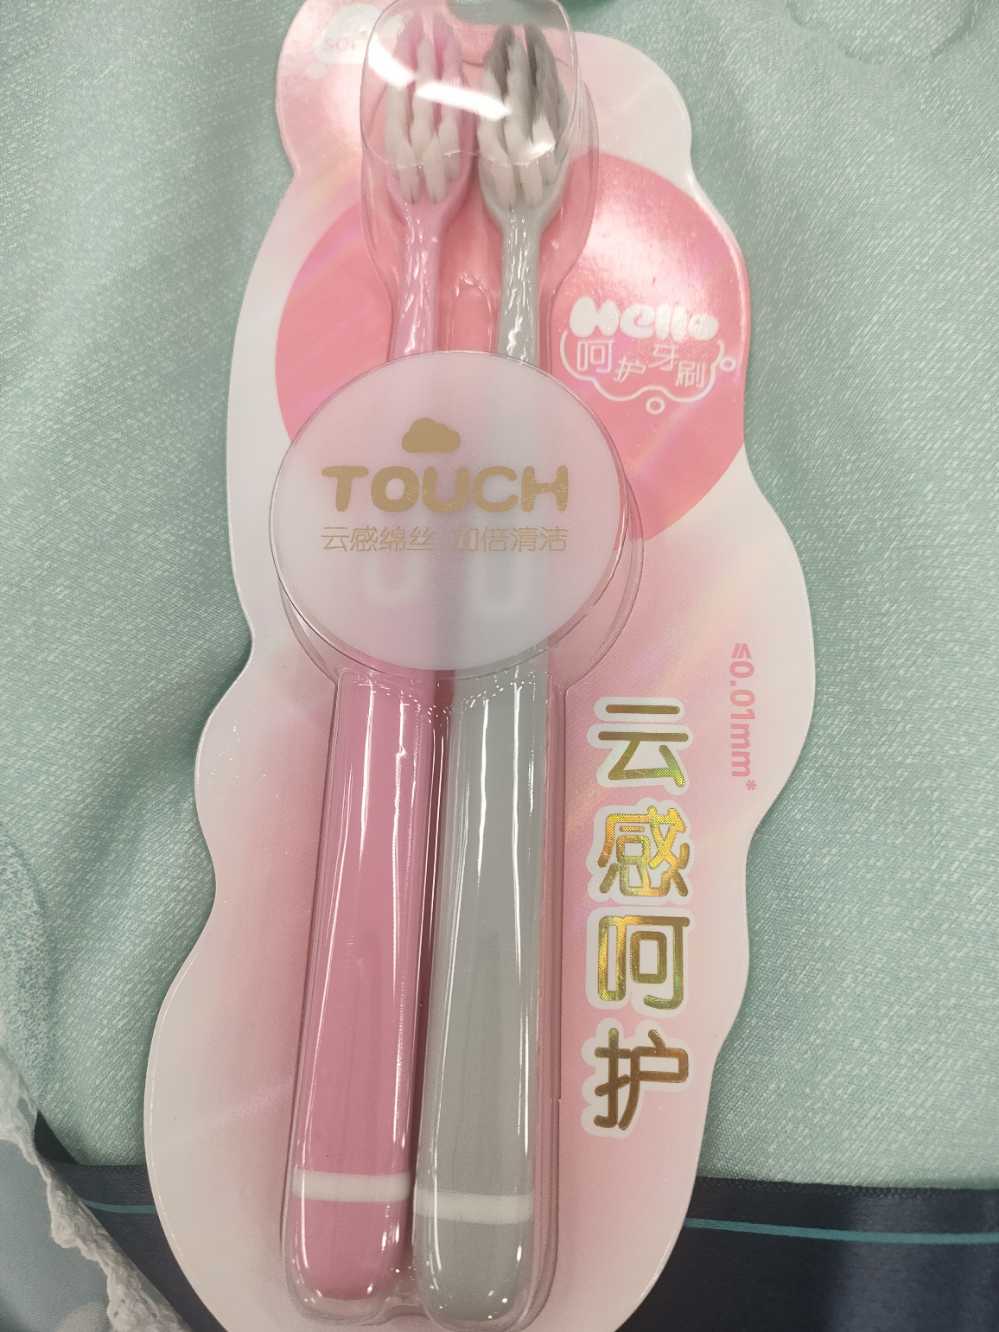 Hello
呵护牙刷
TOUCH
云感绵丝 加倍清洁
≤0.01mm*
云感呵护